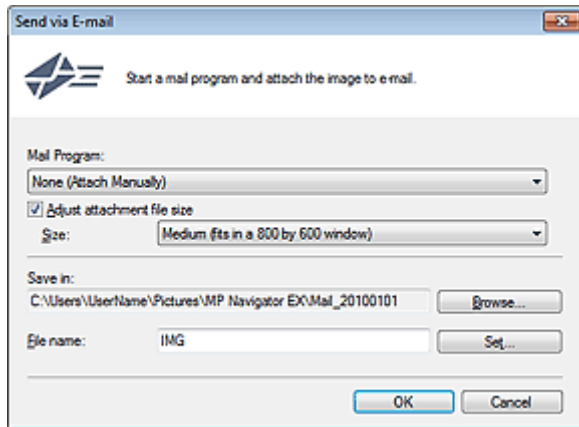 Send via E-mail
Start a mail program and attach the image to e-mail.
Mail Program:
None (Attach Manually)
Adjust attachment file size
Size: Medium (fits in a 800 by 600 window)
Save in:
C:\Users\UserName\Pictures\MP Navigator EX\Mail_20100101 Browse...
File name: IMG Set...
OK Cancel